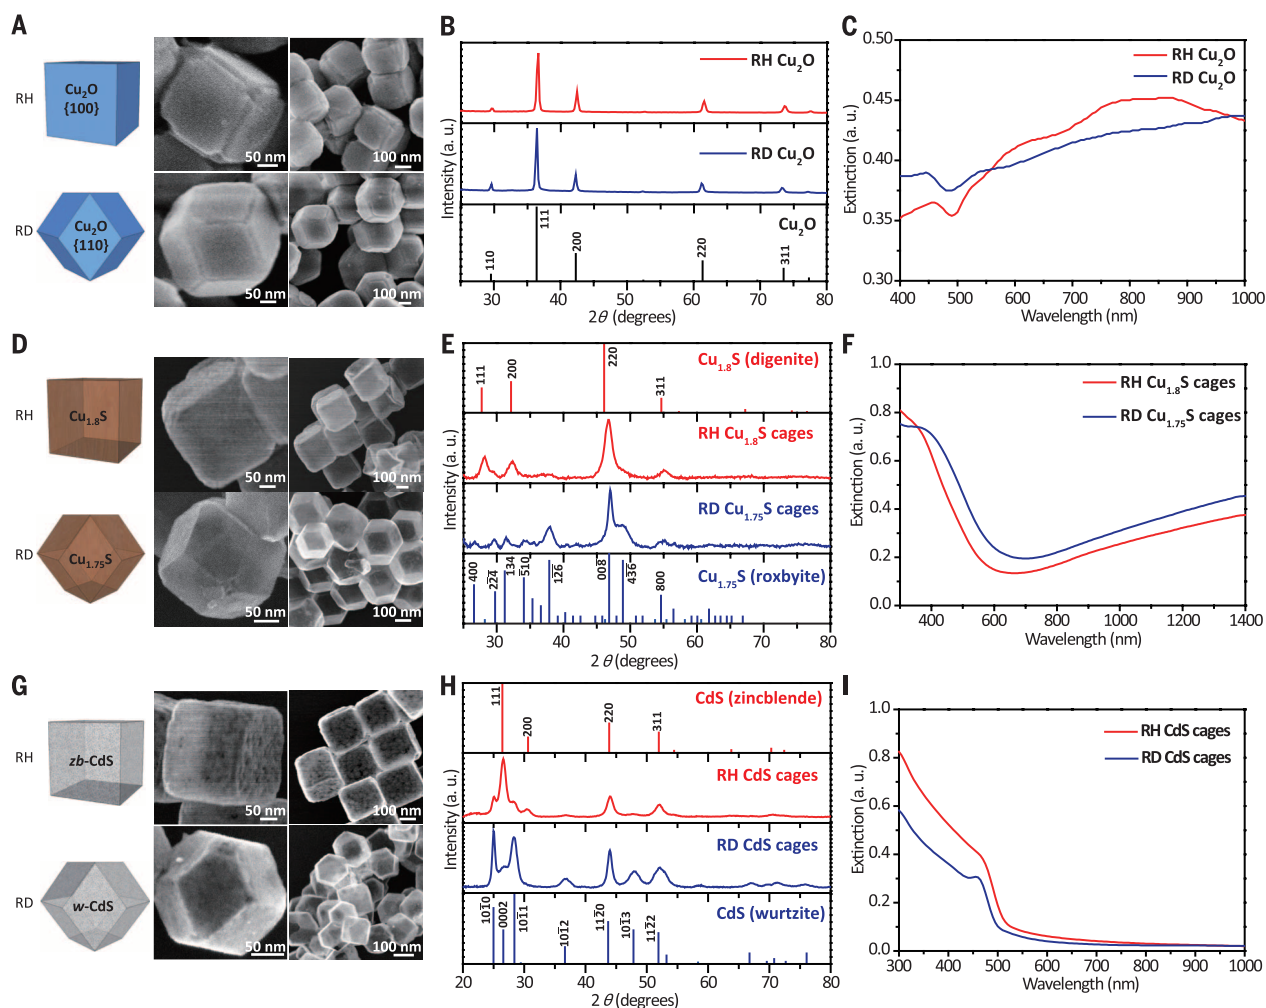 A
RH
Cu2O
{100}
50 nm
100 nm
RD
Cu2O
{110}
50 nm
100 nm
B
RH Cu2O
RD Cu2O
Cu2O
110
111
200
220
311
Intensity (a. u.)
30 40 50 60 70 80
2θ (degrees)
C
RH Cu2O
RD Cu2O
Extinction (a. u.)
0.50
0.45
0.40
0.35
0.30
400 500 600 700 800 900 1000
Wavelength (nm)
D
RH
Cu1.8S
50 nm
100 nm
RD
Cu1.75S
50 nm
100 nm
E
Cu1.8S (digenite)
111
200
220
311
RH Cu1.8S cages
RD Cu1.75S cages
Cu1.75S (roxbyite)
400
22̅4
1̅34
5̅10
12̅6
008
43̅6
800
Intensity (a. u.)
30 40 50 60 70 80
2 θ (degrees)
F
RH Cu1.8S cages
RD Cu1.75S cages
Extinction (a. u.)
1.0
0.8
0.6
0.4
0.2
0.0
400 600 800 1000 1200 1400
Wavelength (nm)
G
RH
zb-CdS
50 nm
100 nm
RD
w-CdS
50 nm
100 nm
H
CdS (zincblende)
111
200
220
311
RH CdS cages
RD CdS cages
CdS (wurtzite)
101̅0
0002
101̅1
101̅2
112̅0
101̅3
112̅2
Intensity (a. u.)
20 30 40 50 60 70 80
2 θ (degrees)
I
RH CdS cages
RD CdS cages
Extinction (a. u.)
1.0
0.8
0.6
0.4
0.2
0.0
300 400 500 600 700 800 900 1000
Wavelength (nm)